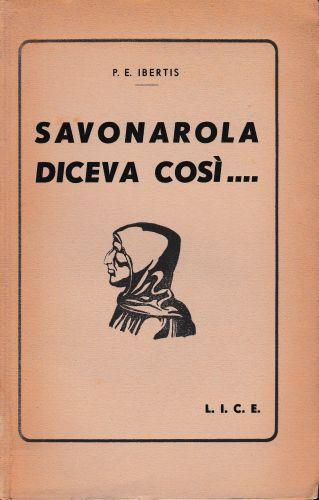 P. E. IBERTIS
SAVONAROLA
DICEVA COSÌ....
L. I. C. E.